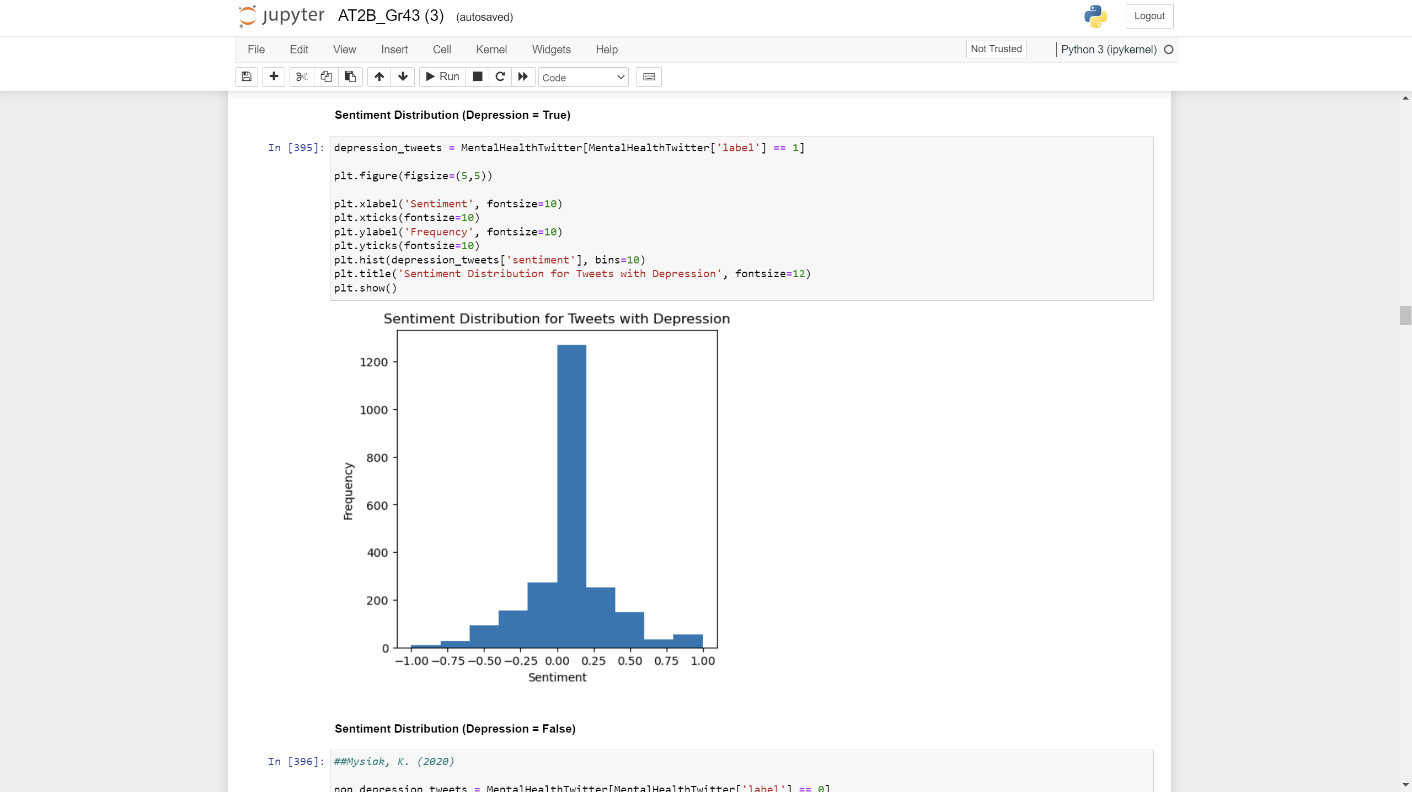 jupyter AT2B_Gr43 (3) (autosaved)
Logout
File Edit View Insert Cell Kernel Widgets Help
Not Trusted
Python 3 (ipykernel)
Run
Code
Sentiment Distribution (Depression = True)
In [395]:
depression_tweets = MentalHealthTwitter[MentalHealthTwitter['label'] == 1]
plt.figure(figsize=(5,5))
plt.xlabel('Sentiment', fontsize=10)
plt.xticks(fontsize=10)
plt.ylabel('Frequency', fontsize=10)
plt.yticks(fontsize=10)
plt.hist(depression_tweets['sentiment'], bins=10)
plt.title('Sentiment Distribution for Tweets with Depression', fontsize=12)
plt.show()
Sentiment Distribution for Tweets with Depression
1200
1000
800
600
400
200
0
Frequency
−1.00 −0.75 −0.50 −0.25 0.00 0.25 0.50 0.75 1.00
Sentiment
Sentiment Distribution (Depression = False)
In [396]:
##Mysiak, K. (2020)
non_depression_tweets = MentalHealthTwitter[MentalHealthTwitter['label'] == 0]